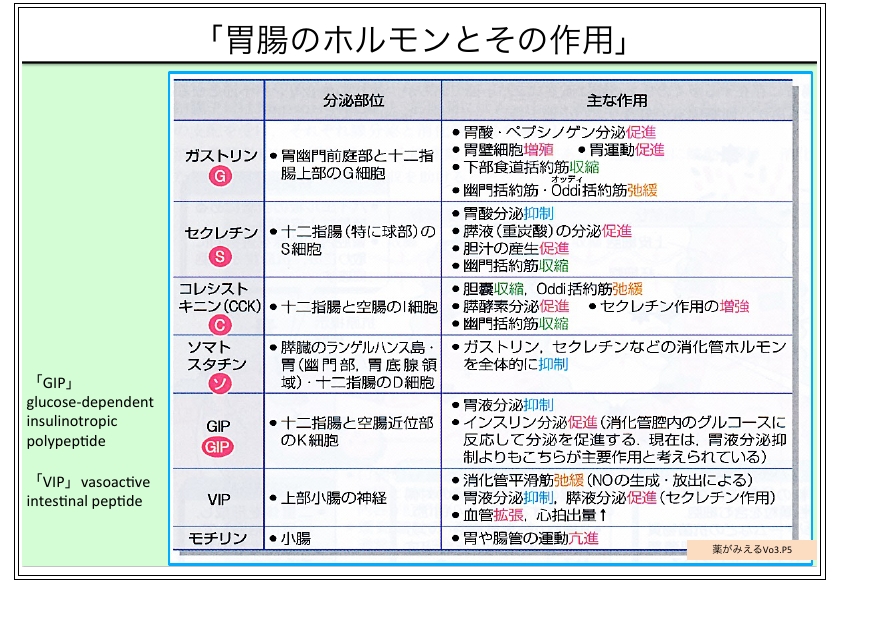 「胃腸のホルモンとその作用」
「GIP」
glucose-dependent
insulinotropic
polypeptide
「VIP」 vasoactive
intestinal peptide
分泌部位
主な作用
ガストリン
G
●胃幽門前庭部と十二指
腸上部のG細胞
●胃酸・ペプシノゲン分泌促進
●胃壁細胞増殖 ●胃運動促進
●下部食道括約筋収縮
オッディ
●幽門括約筋・Oddi括約筋弛緩
セクレチン
S
●十二指腸(特に球部)の
S細胞
●胃酸分泌抑制
●膵液(重炭酸)の分泌促進
●胆汁の産生促進
●幽門括約筋収縮
コレシスト
キニン(CCK)
C
●十二指腸と空腸のI細胞
●胆嚢収縮, Oddi括約筋弛緩
●膵酵素分泌促進 ●セクレチン作用の増強
●幽門括約筋収縮
ソマト
スタチン
ソ
●膵臓のランゲルハンス島・
胃(幽門部, 胃底腺領
域)・十二指腸のD細胞
●ガストリン, セクレチンなどの消化管ホルモン
を全体的に抑制
GIP
GIP
●十二指腸と空腸近位部
のK細胞
●胃液分泌抑制
●インスリン分泌促進(消化管腔内のグルコースに
反応して分泌を促進する. 現在は, 胃液分泌抑
制よりもこちらが主要作用と考えられている)
VIP
●上部小腸の神経
●消化管平滑筋弛緩(NOの生成・放出による)
●胃液分泌抑制, 膵液分泌促進(セクレチン作用)
●血管拡張, 心拍出量↑
モチリン
●小腸
●胃や腸管の運動亢進
薬がみえるVo3.P5